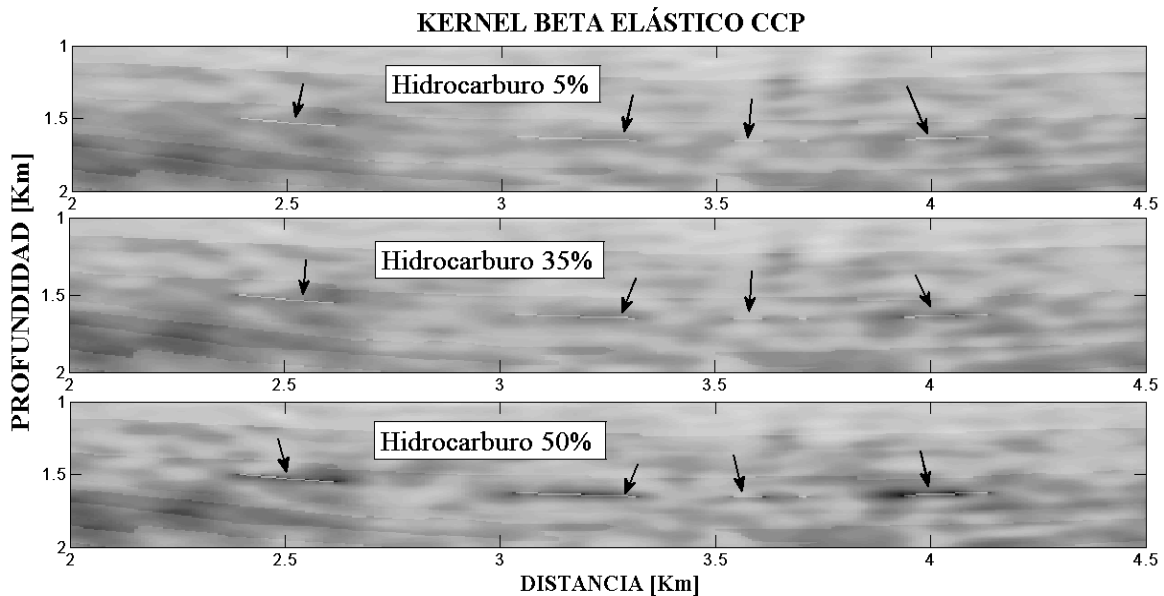 KERNEL BETA ELÁSTICO CCP
PROFUNDIDAD [Km]
1
Hidrocarburo 5%
1.5
2
2 2.5 3 3.5 4 4.5
1
Hidrocarburo 35%
1.5
2
2 2.5 3 3.5 4 4.5
1
Hidrocarburo 50%
1.5
2
2 2.5 3 3.5 4 4.5
DISTANCIA [Km]